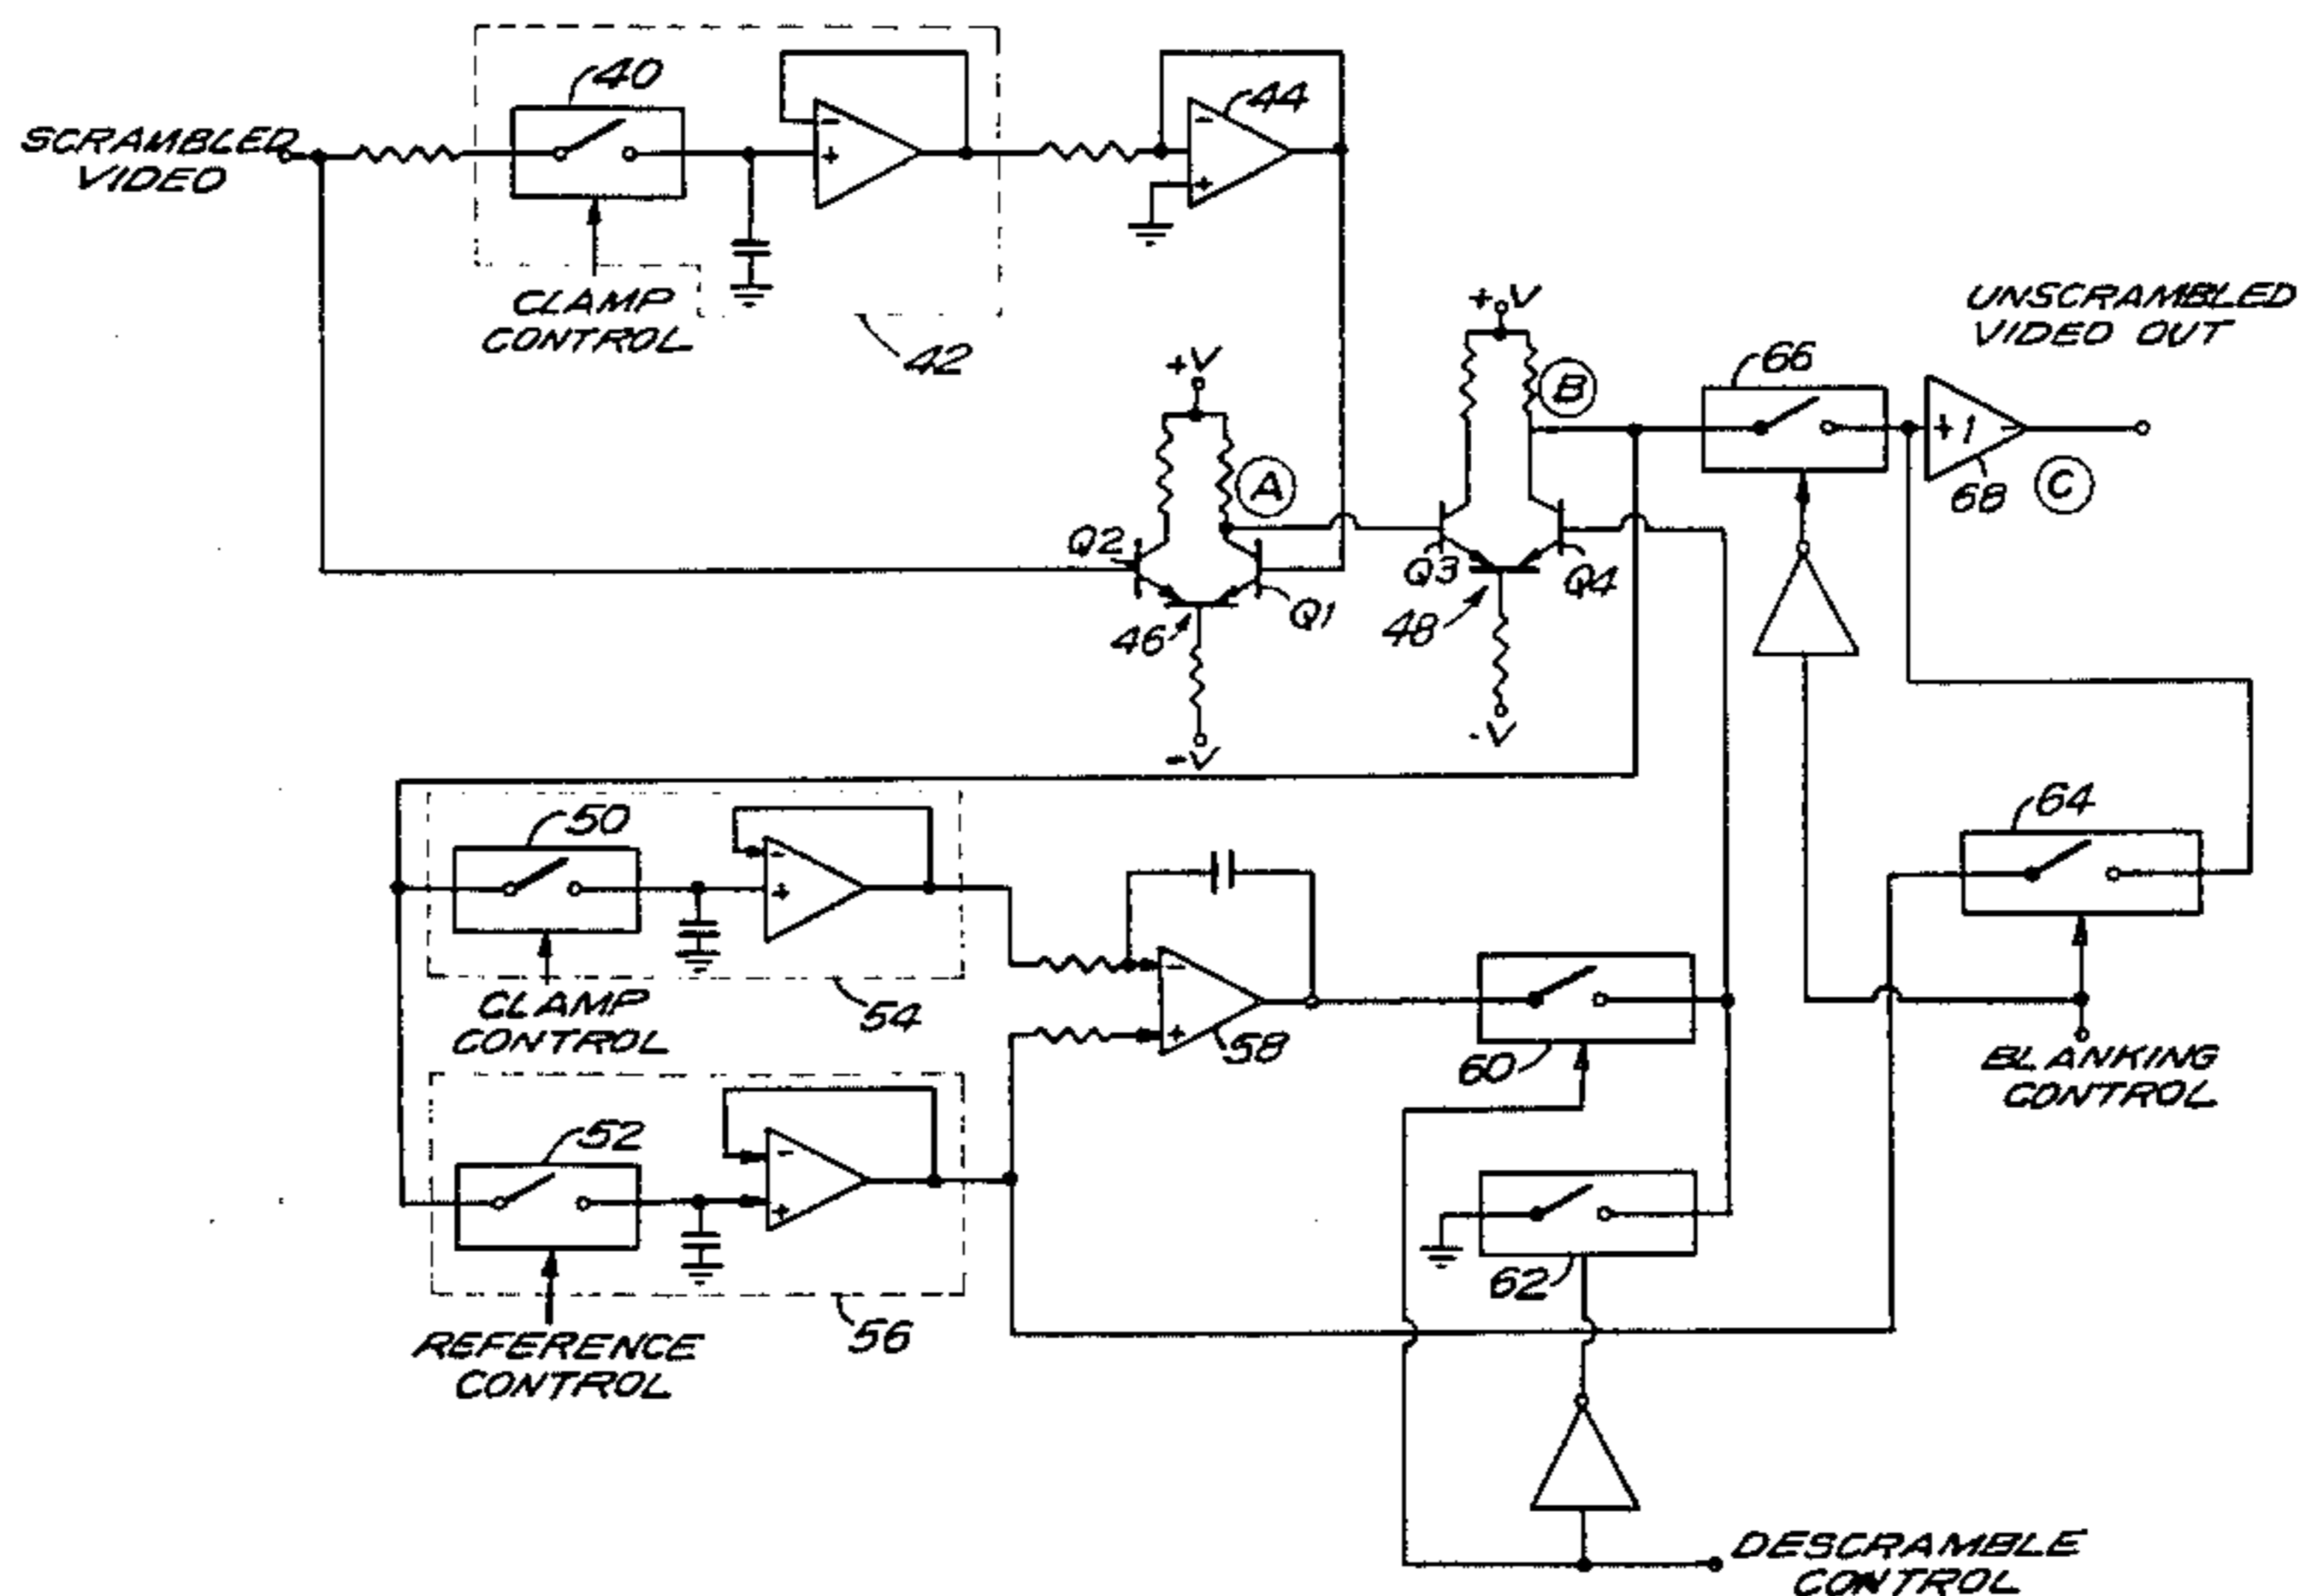 SCRAMBLED
VIDEO
40
-
+
CLAMP
CONTROL
42
44
-
+
+V
A
Q2
Q1
46
-V
+V
B
Q3
Q4
48
-V
66
UNSCRAMBLED
VIDEO OUT
+1
68
C
50
-
+
CLAMP
CONTROL
54
52
-
+
REFERENCE
CONTROL
56
-
+
58
60
62
64
BLANKING
CONTROL
DESCRAMBLE
CONTROL